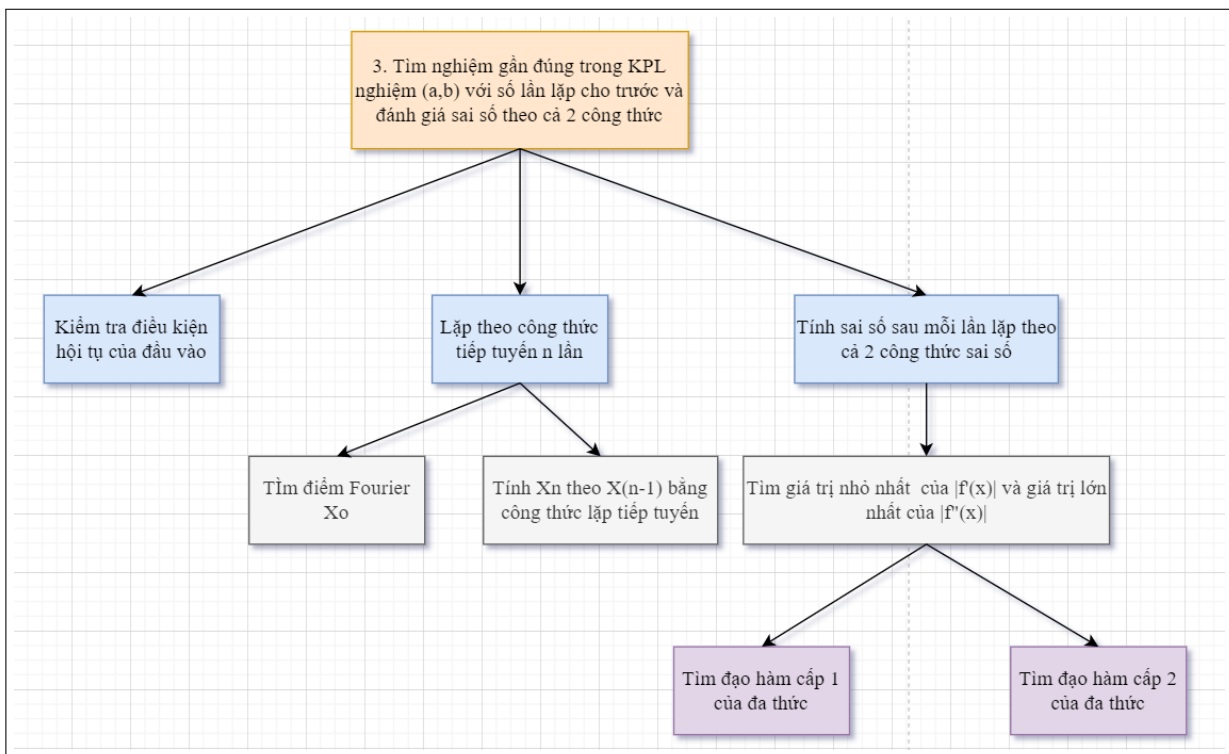 3. Tìm nghiệm gần đúng trong KPL
nghiệm (a,b) với số lần lặp cho trước và
đánh giá sai số theo cả 2 công thức
Kiểm tra điều kiện
hội tụ của đầu vào
Lặp theo công thức
tiếp tuyến n lần
Tính sai số sau mỗi lần lặp theo
cả 2 công thức sai số
TÌm điểm Fourier
Xo
Tính Xn theo X(n-1) bằng
công thức lặp tiếp tuyến
Tìm giá trị nhỏ nhất của |f'(x)| và giá trị lớn
nhất của |f"(x)|
Tìm đạo hàm cấp 1
của đa thức
Tìm đạo hàm cấp 2
của đa thức